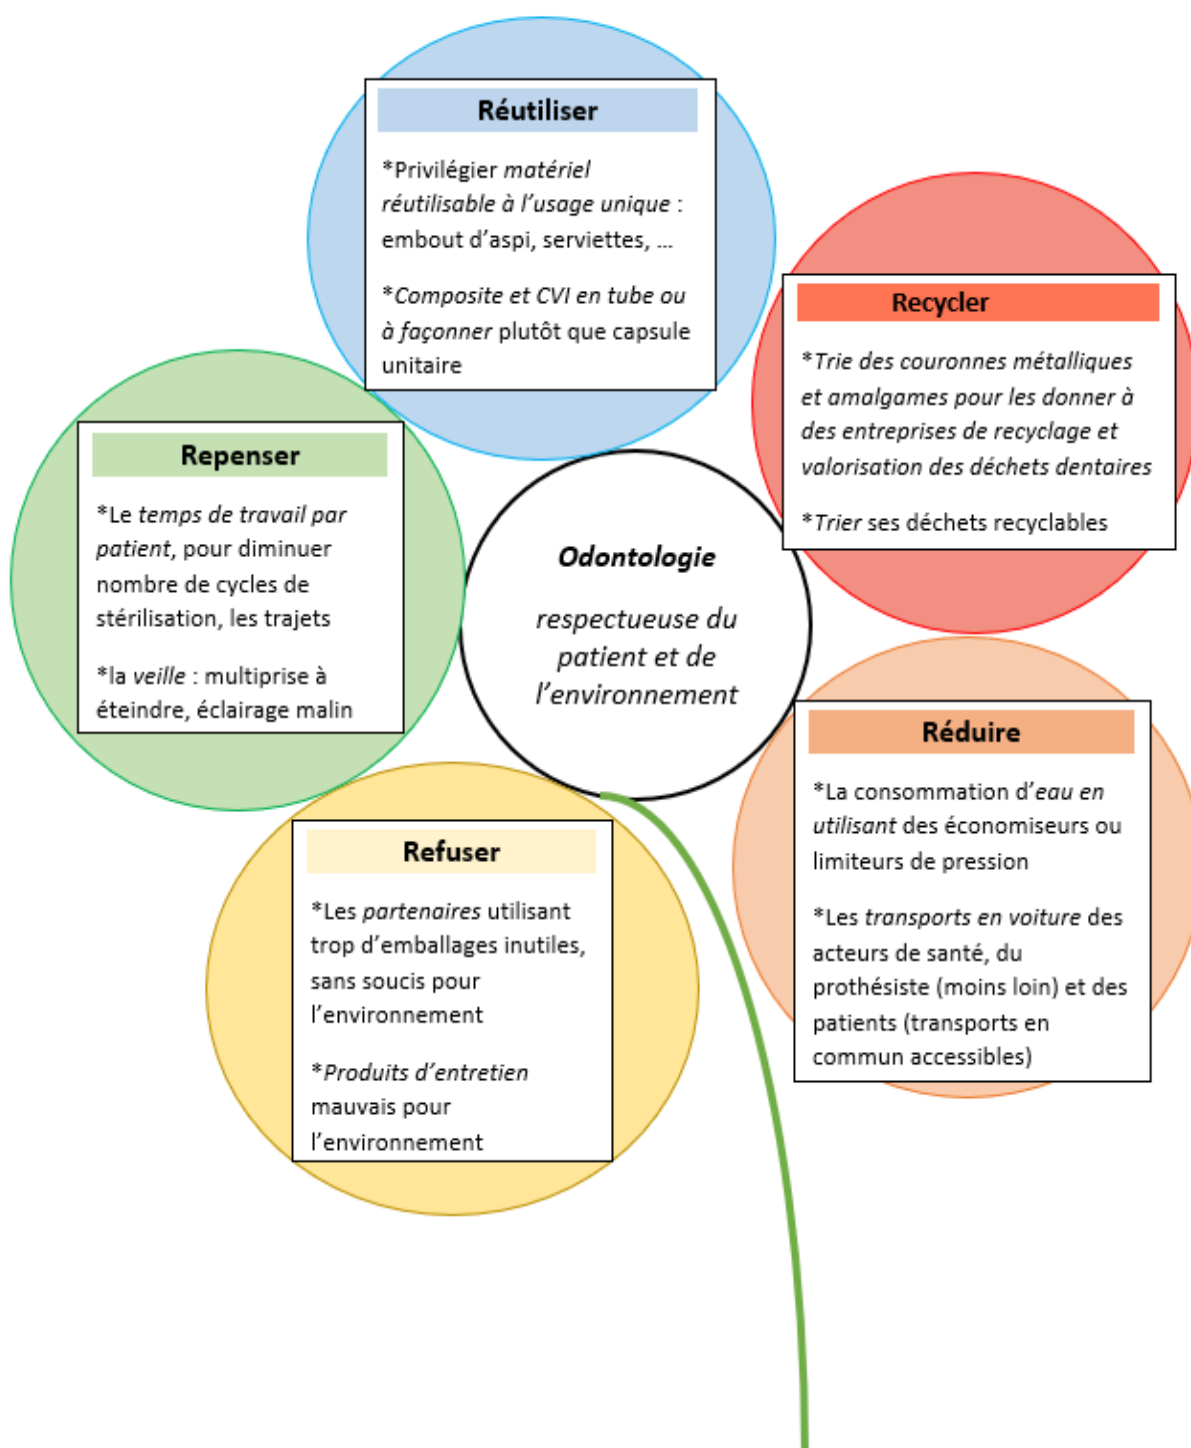 Réutiliser
*Privilégier matériel
réutilisable à l'usage unique :
embout d'aspi, serviettes, ...
*Composite et CVI en tube ou
à façonner plutôt que capsule
unitaire
Recycler
*Trie des couronnes métalliques
et amalgames pour les donner à
des entreprises de recyclage et
valorisation des déchets dentaires
*Trier ses déchets recyclables
Repenser
*Le temps de travail par
patient, pour diminuer
nombre de cycles de
stérilisation, les trajets
*la veille : multiprise à
éteindre, éclairage malin
Odontologie
respectueuse du
patient et de
l'environnement
Réduire
*La consommation d'eau en
utilisant des économiseurs ou
limiteurs de pression
*Les transports en voiture des
acteurs de santé, du
prothésiste (moins loin) et des
patients (transports en
commun accessibles)
Refuser
*Les partenaires utilisant
trop d'emballages inutiles,
sans soucis pour
l'environnement
*Produits d'entretien
mauvais pour
l'environnement